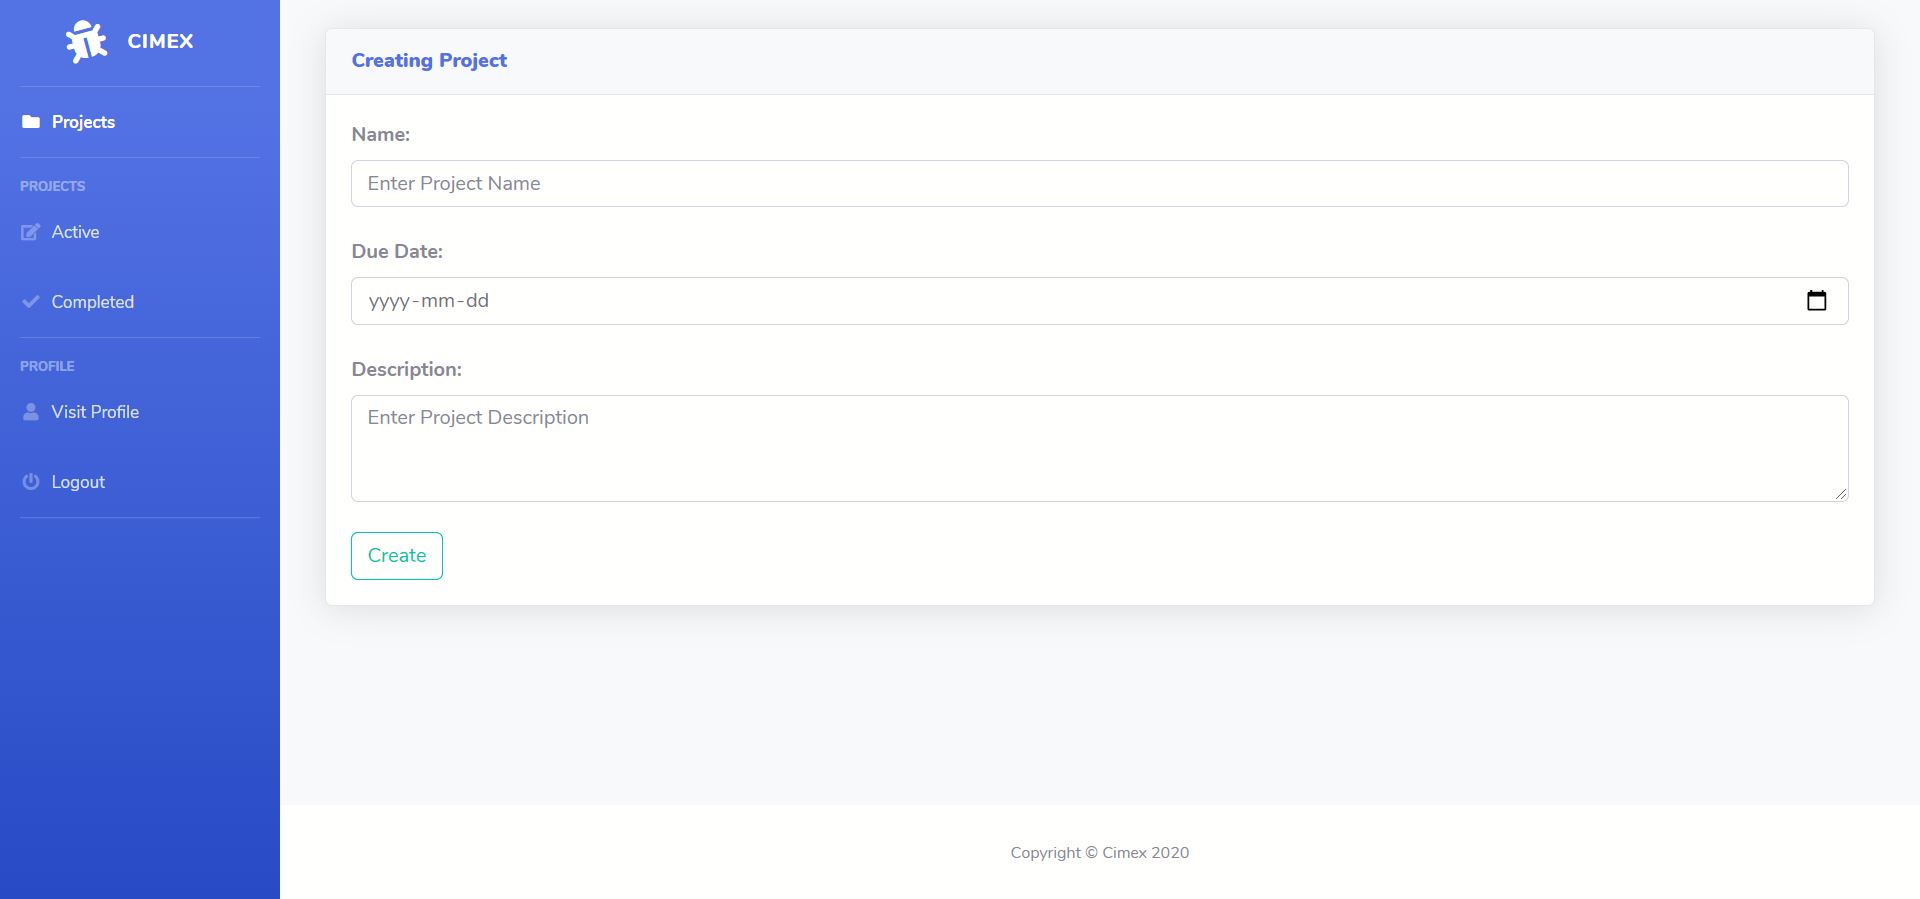 CIMEX
Projects
PROJECTS
Active
Completed
PROFILE
Visit Profile
Logout
Creating Project
Name:
Enter Project Name
Due Date:
yyyy-mm-dd
Description:
Enter Project Description
Create
Copyright © Cimex 2020